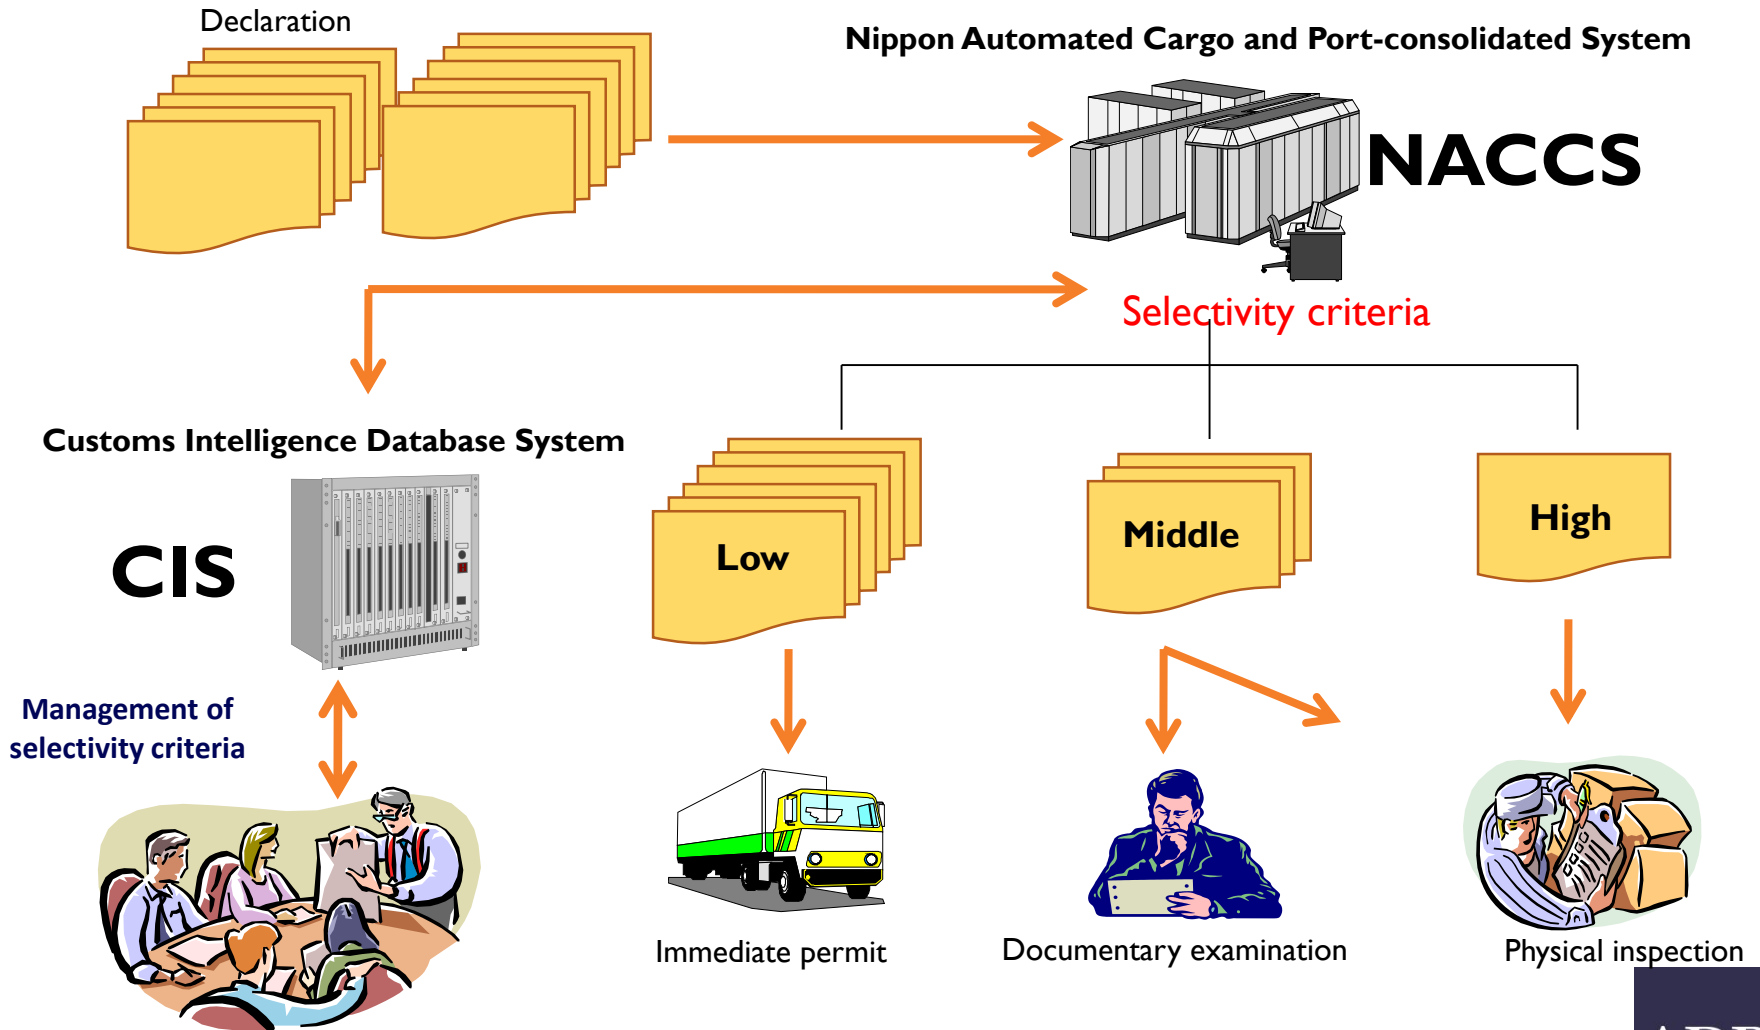 Declaration
Nippon Automated Cargo and Port-consolidated System
NACCS
Selectivity criteria
Customs Intelligence Database System
CIS
Low
Middle
High
Management of
selectivity criteria
Immediate permit
Documentary examination
Physical inspection